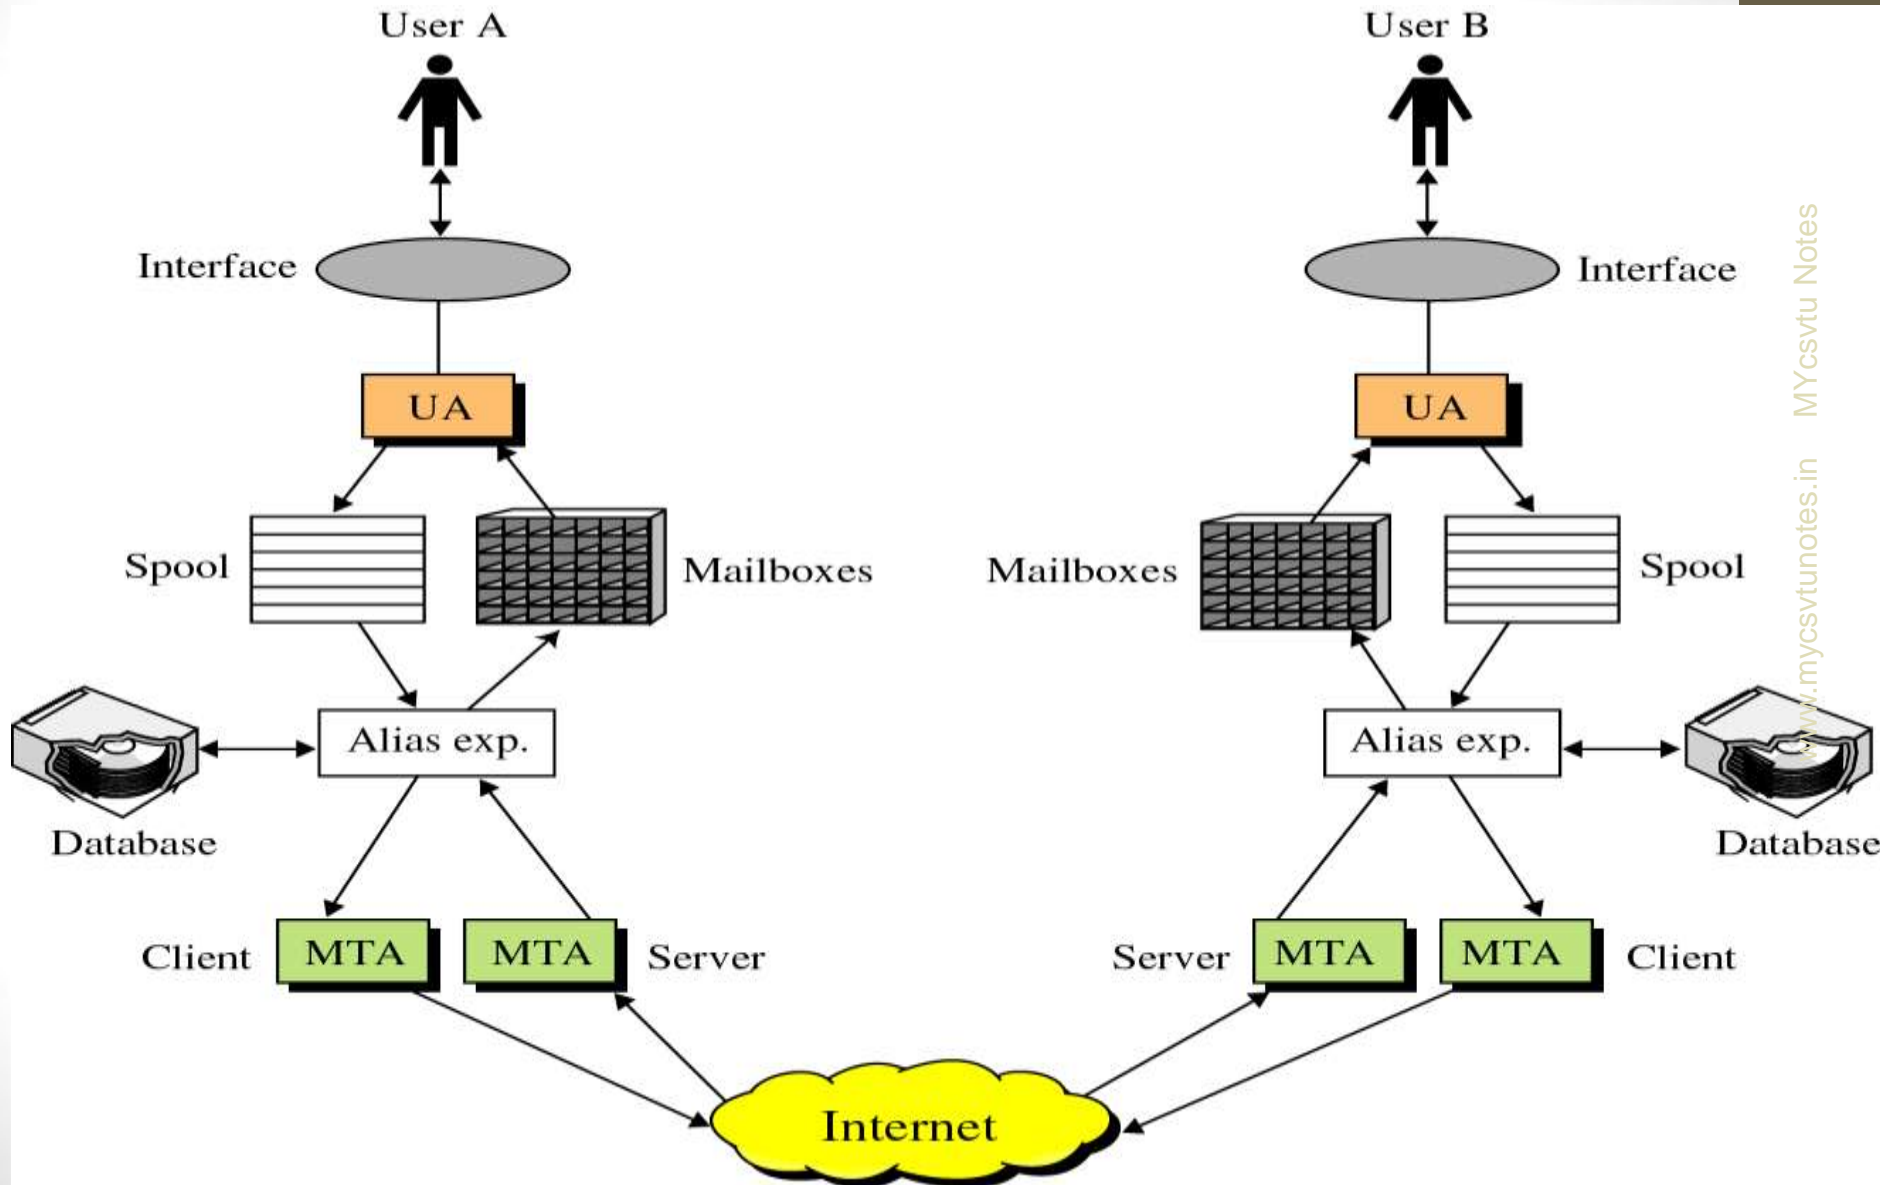 User A
User B
Interface
Interface
UA
UA
Spool
Mailboxes
Mailboxes
Spool
Alias exp.
Alias exp.
Database
Database
Client
MTA
MTA
Server
Server
MTA
MTA
Client
Internet
www.mycsvtunotes.in MYcsvtu Notes